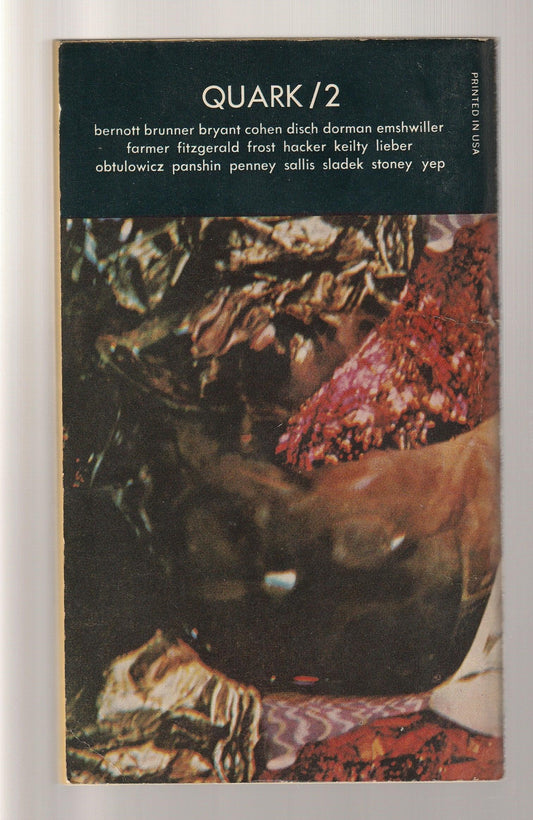 QUARK/2
bernott brunner bryant cohen disch dorman emshwiller
farmer fitzgerald frost hacker keilty lieber
obtulowicz panshin penney sallis sladek stoney yep
PRINTED IN USA